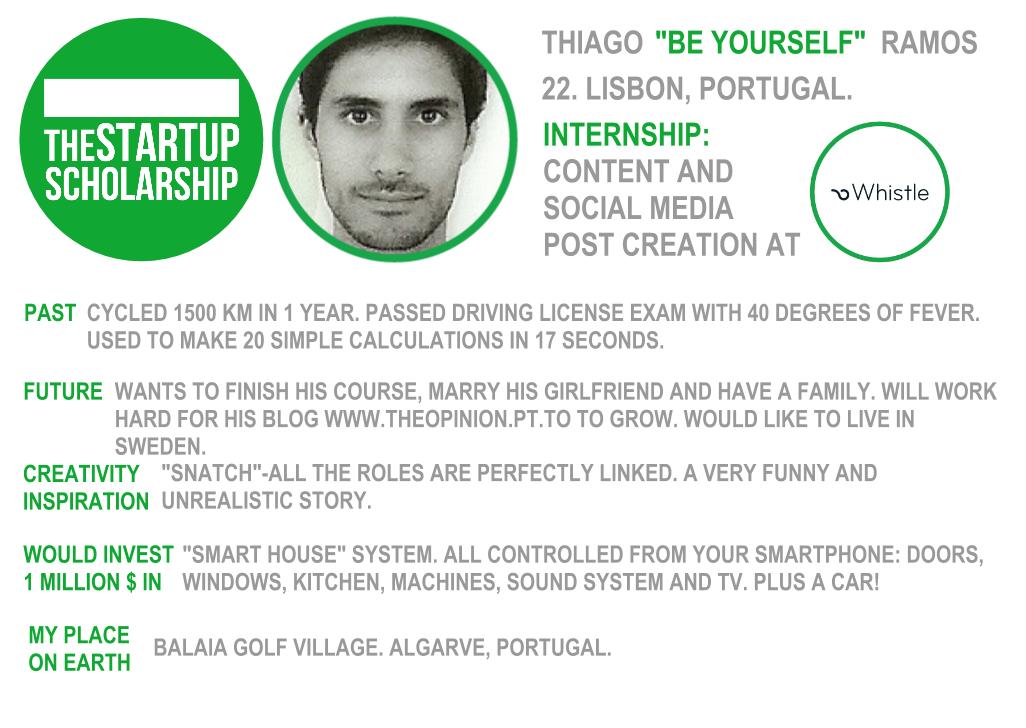 THESTARTUP
SCHOLARSHIP
THIAGO "BE YOURSELF" RAMOS
22. LISBON, PORTUGAL.
INTERNSHIP:
CONTENT AND
SOCIAL MEDIA
POST CREATION AT
Whistle
PAST CYCLED 1500 KM IN 1 YEAR. PASSED DRIVING LICENSE EXAM WITH 40 DEGREES OF FEVER.
USED TO MAKE 20 SIMPLE CALCULATIONS IN 17 SECONDS.
FUTURE WANTS TO FINISH HIS COURSE, MARRY HIS GIRLFRIEND AND HAVE A FAMILY. WILL WORK
HARD FOR HIS BLOG WWW.THEOPINION.PT.TO TO GROW. WOULD LIKE TO LIVE IN
SWEDEN.
CREATIVITY "SNATCH"-ALL THE ROLES ARE PERFECTLY LINKED. A VERY FUNNY AND
INSPIRATION UNREALISTIC STORY.
WOULD INVEST "SMART HOUSE" SYSTEM. ALL CONTROLLED FROM YOUR SMARTPHONE: DOORS,
1 MILLION $ IN WINDOWS, KITCHEN, MACHINES, SOUND SYSTEM AND TV. PLUS A CAR!
MY PLACE
ON EARTH
BALAIA GOLF VILLAGE. ALGARVE, PORTUGAL.